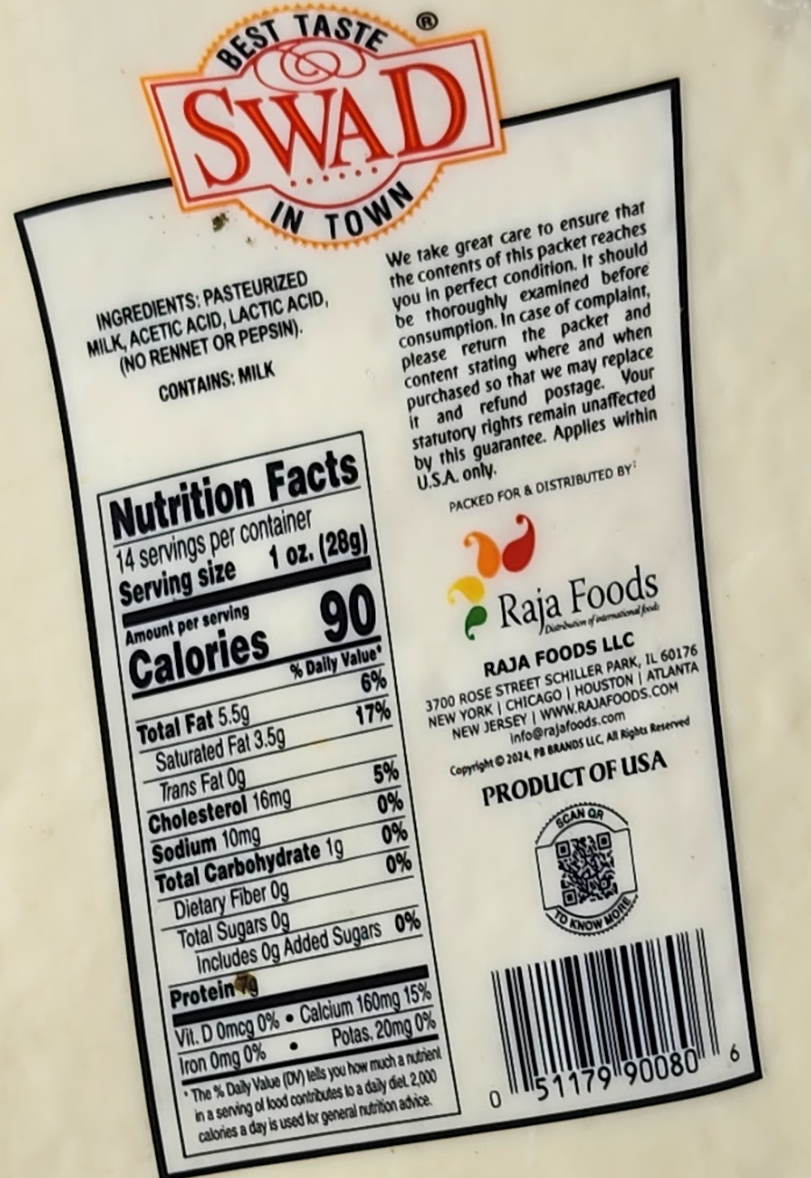 BEST TASTE ®
SWAD
IN TOWN
INGREDIENTS: PASTEURIZED
MILK, ACETIC ACID, LACTIC ACID,
(NO RENNET OR PEPSIN).
CONTAINS: MILK
Nutrition Facts
14 servings per container
Serving size 1 oz. (28g)
Amount per serving
Calories 90
% Daily Value*
Total Fat 5.5g 6%
Saturated Fat 3.5g 17%
Trans Fat 0g
Cholesterol 16mg 5%
Sodium 10mg 0%
Total Carbohydrate 1g 0%
Dietary Fiber 0g 0%
Total Sugars 0g
Includes 0g Added Sugars 0%
Protein
Vit. D 0mcg 0% • Calcium 160mg 15%
Iron 0mg 0% • Potas. 20mg 0%
* The % Daily Value (DV) tells you how much a nutrient
in a serving of food contributes to a daily diet. 2,000
calories a day is used for general nutrition advice.
We take great care to ensure that
the contents of this packet reaches
you in perfect condition. It should
be thoroughly examined before
consumption. In case of complaint,
please return the packet and
content stating where and when
purchased so that we may replace
it and refund postage. Your
statutory rights remain unaffected
by this guarantee. Applies within
U.S.A. only.
PACKED FOR & DISTRIBUTED BY:
Raja Foods
Distribution of international foods
RAJA FOODS LLC
3700 ROSE STREET SCHILLER PARK, IL 60176
NEW YORK | CHICAGO | HOUSTON | ATLANTA
NEW JERSEY | WWW.RAJAFOODS.COM
info@rajafoods.com
Copyright © 2024, PB BRANDS LLC, All Rights Reserved
PRODUCT OF USA
SCAN QR
TO KNOW MORE
0 51179 90080 6